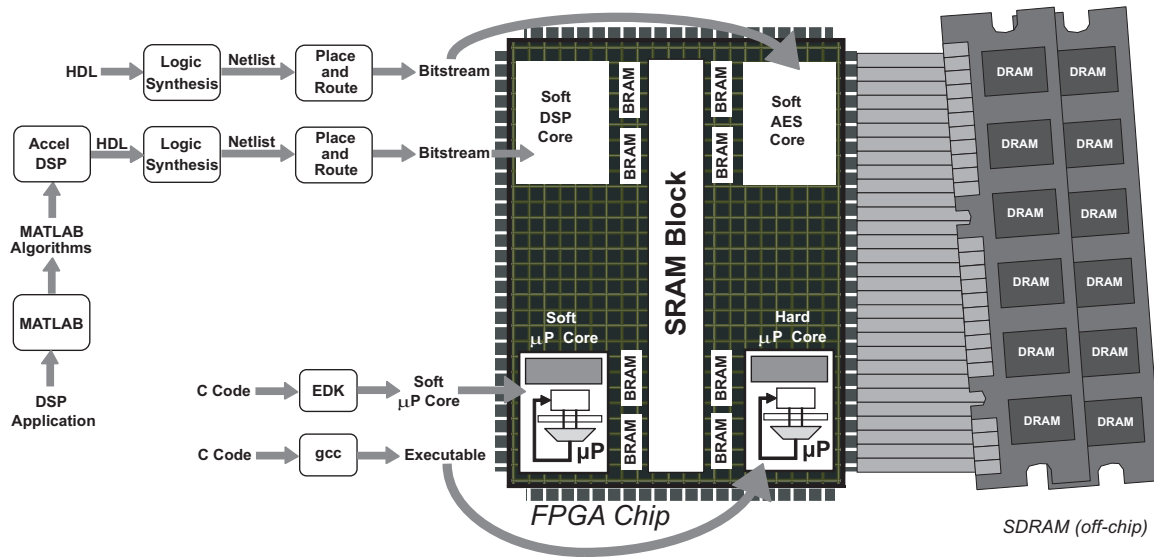 HDL
Logic
Synthesis
Netlist
Place
and
Route
Bitstream
Accel
DSP
HDL
Logic
Synthesis
Netlist
Place
and
Route
Bitstream
MATLAB
Algorithms
MATLAB
DSP
Application
C Code
EDK
Soft
µP Core
C Code
gcc
Executable
Soft
DSP
Core
BRAM
BRAM
SRAM Block
BRAM
BRAM
Soft
AES
Core
Soft
µP Core
µP
BRAM
BRAM
BRAM
BRAM
Hard
µP Core
µP
FPGA Chip
DRAM
DRAM
DRAM
DRAM
DRAM
DRAM
DRAM
DRAM
DRAM
DRAM
DRAM
DRAM
SDRAM (off-chip)